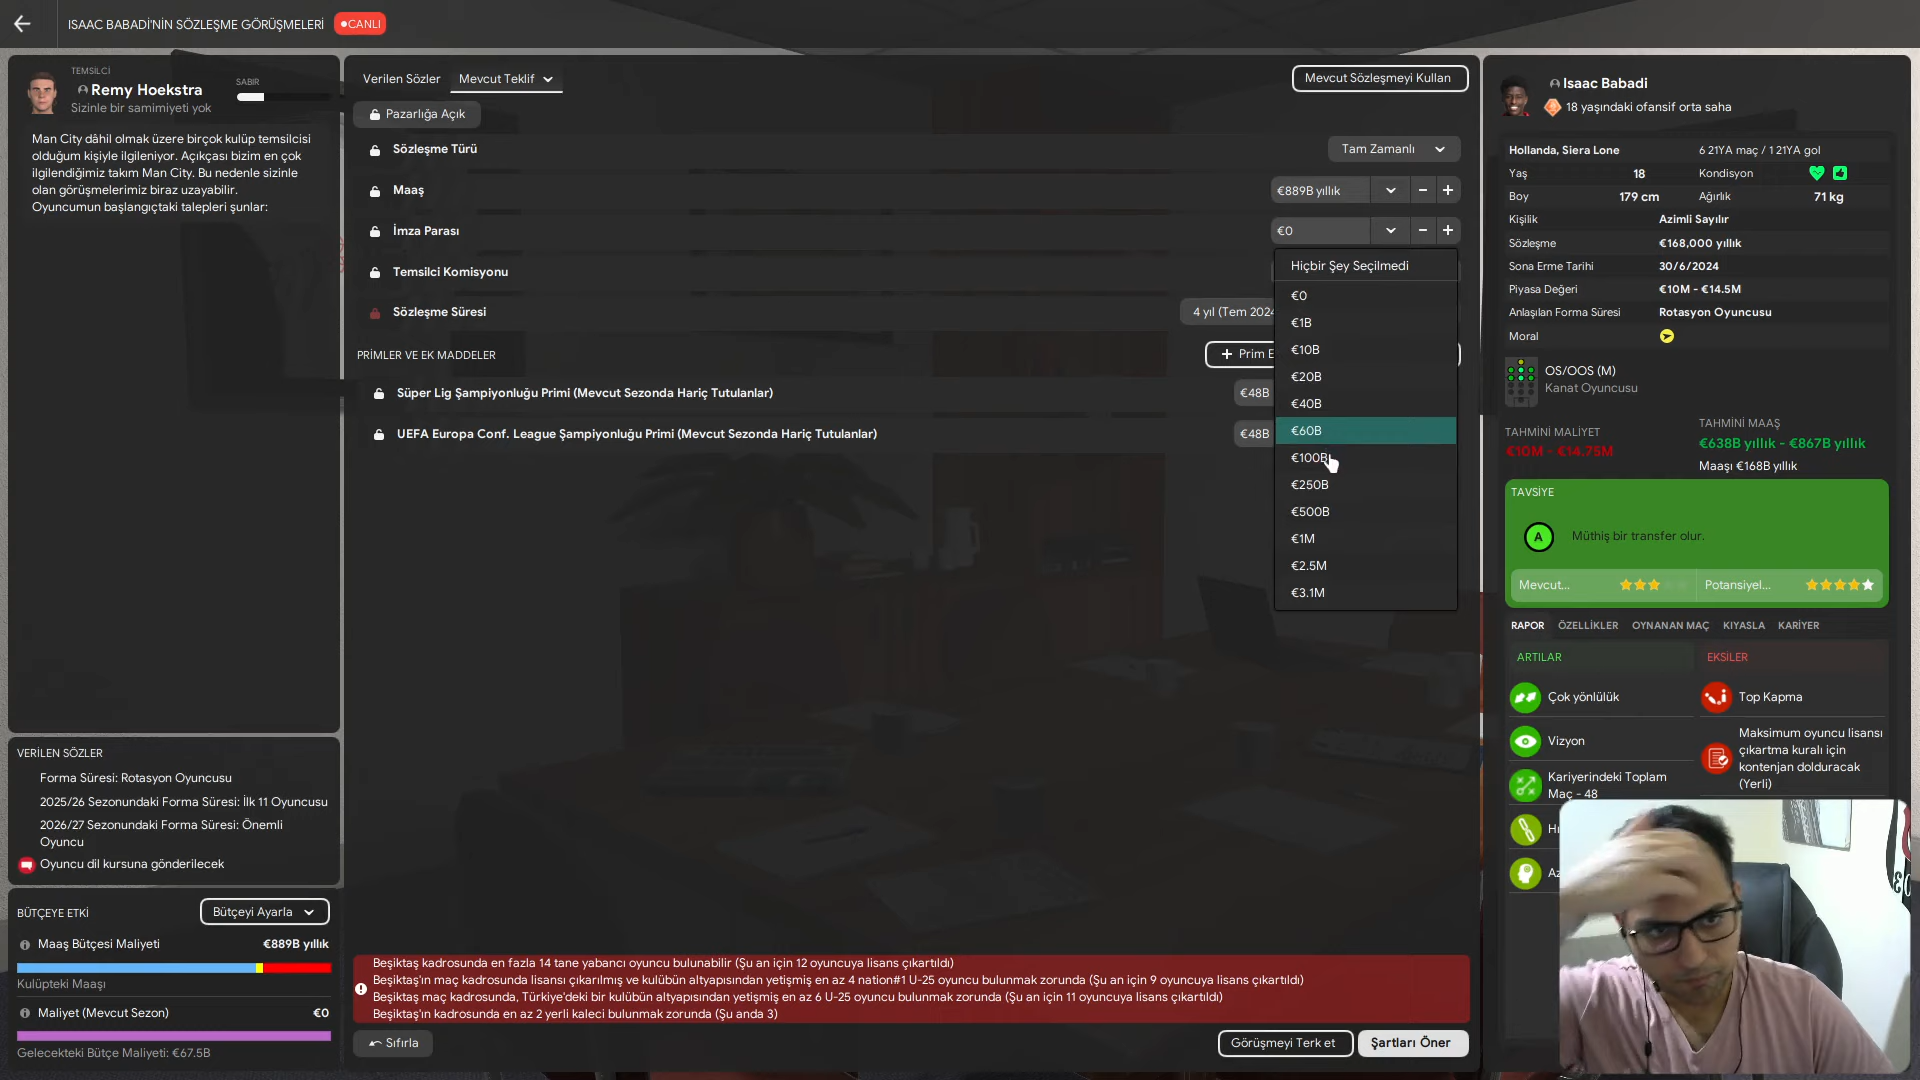 ISAAC BABADİ'NİN SÖZLEŞME GÖRÜŞMELERİ
CANLI
TEMSİLCİ
Remy Hoekstra
Sizinle bir samimiyeti yok
SABIR
Man City dâhil olmak üzere birçok kulüp temsilcisi
olduğum kişiyle ilgileniyor. Açıkçası bizim en çok
ilgilendiğimiz takım Man City. Bu nedenle sizinle
olan görüşmelerimiz biraz uzayabilir.
Oyuncumun başlangıçtaki talepleri şunlar:
VERİLEN SÖZLER
Forma Süresi: Rotasyon Oyuncusu
2025/26 Sezonundaki Forma Süresi: İlk 11 Oyuncusu
2026/27 Sezonundaki Forma Süresi: Önemli
Oyuncu
Oyuncu dil kursuna gönderilecek
BÜTÇEYE ETKİ
Bütçeyi Ayarla
Maaş Bütçesi Maliyeti €889B yıllık
Kulüpteki Maaşı
Maliyet (Mevcut Sezon) €0
Gelecekteki Bütçe Maliyeti: €67.5B
Verilen Sözler
Mevcut Teklif
Mevcut Sözleşmeyi Kullan
Pazarlığa Açık
Sözleşme Türü Tam Zamanlı
Maaş €889B yıllık
İmza Parası €0
Temsilci Komisyonu
Sözleşme Süresi 4 yıl (Tem 2024
PRİMLER VE EK MADDELER
Süper Lig Şampiyonluğu Primi (Mevcut Sezonda Hariç Tutulanlar) €48B
UEFA Europa Conf. League Şampiyonluğu Primi (Mevcut Sezonda Hariç Tutulanlar) €48B
Hiçbir Şey Seçilmedi
€0
€1B
€10B
€20B
€40B
€60B
€100B
€250B
€500B
€1M
€2.5M
€3.1M
Beşiktaş kadrosunda en fazla 14 tane yabancı oyuncu bulunabilir (Şu an için 12 oyuncuya lisans çıkartıldı)
Beşiktaş'ın maç kadrosunda lisansı çıkarılmış ve kulübün altyapısından yetişmiş en az 4 nation#1 U-25 oyuncu bulunmak zorunda (Şu an için 9 oyuncuya lisans çıkartıldı)
Beşiktaş maç kadrosunda, Türkiye'deki bir kulübün altyapısından yetişmiş en az 6 U-25 oyuncu bulunmak zorunda (Şu an için 11 oyuncuya lisans çıkartıldı)
Beşiktaş'ın kadrosunda en az 2 yerli kaleci bulunmak zorunda (Şu anda 3)
Sıfırla
Görüşmeyi Terk et
Şartları Öner
Isaac Babadi
18 yaşındaki ofansif orta saha
Hollanda, Siera Lone 6 21YA maç / 1 21YA gol
Yaş 18 Kondisyon
Boy 179 cm Ağırlık 71 kg
Kişilik Azimli Sayılır
Sözleşme €168,000 yıllık
Sona Erme Tarihi 30/6/2024
Piyasa Değeri €10M - €14.5M
Anlaşılan Forma Süresi Rotasyon Oyuncusu
Moral
OS/OOS (M)
Kanat Oyuncusu
TAHMİNİ MALİYET
€10M - €14.75M
TAHMİNİ MAAŞ
€638B yıllık - €867B yıllık
Maaşı €168B yıllık
TAVSİYE
A
Müthiş bir transfer olur.
Mevcut...
Potansiyel...
RAPOR ÖZELLİKLER OYNANAN MAÇ KIYASLA KARİYER
ARTILAR
Çok yönlülük
Vizyon
Kariyerindeki Toplam
Maç - 48
EKSİLER
Top Kapma
Maksimum oyuncu lisansı
çıkartma kuralı için
kontenjan dolduracak
(Yerli)